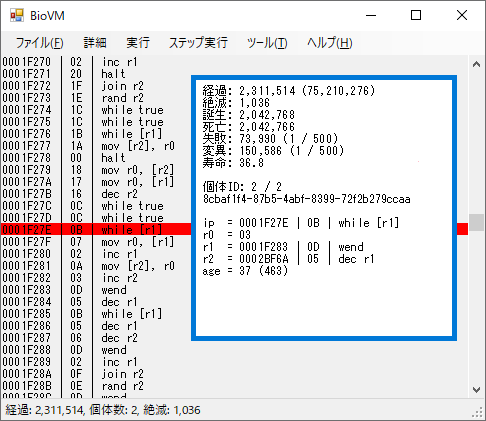 BioVM
ファイル(F) 詳細 実行 ステップ実行 ツール(T) ヘルプ(H)
0001F270 | 02 | inc r1
0001F271 | 20 | halt
0001F272 | 1F | join r2
0001F273 | 1E | rand r2
0001F274 | 1C | while true
0001F275 | 1C | while true
0001F276 | 1B | while [r1]
0001F277 | 1A | mov [r2], r0
0001F278 | 00 | halt
0001F279 | 18 | mov r0, [r2]
0001F27A | 17 | mov r0, [r1]
0001F27B | 16 | dec r2
0001F27C | 0C | while true
0001F27D | 0C | while true
0001F27E | 0B | while [r1]
0001F27F | 07 | mov r0, [r1]
0001F280 | 02 | inc r1
0001F281 | 0A | mov [r2], r0
0001F282 | 03 | inc r2
0001F283 | 0D | wend
0001F284 | 05 | dec r1
0001F285 | 0B | while [r1]
0001F286 | 05 | dec r1
0001F287 | 06 | dec r2
0001F288 | 0D | wend
0001F289 | 02 | inc r1
0001F28A | 0F | join r2
0001F28B | 0E | rand r2
0001F28C | 0D | wend
経過: 2,311,514 (75,210,276)
絶滅: 1,036
誕生: 2,042,768
死亡: 2,042,766
失敗: 73,990 (1 / 500)
変異: 150,586 (1 / 500)
寿命: 36.8
個体ID: 2 / 2
8cbaf1f4-87b5-4abf-8399-72f2b279ccaa
ip = 0001F27E | 0B | while [r1]
r0 = 03
r1 = 0001F283 | 0D | wend
r2 = 0002BF6A | 05 | dec r1
age = 37 (463)
経過: 2,311,514, 個体数: 2, 絶滅: 1,036